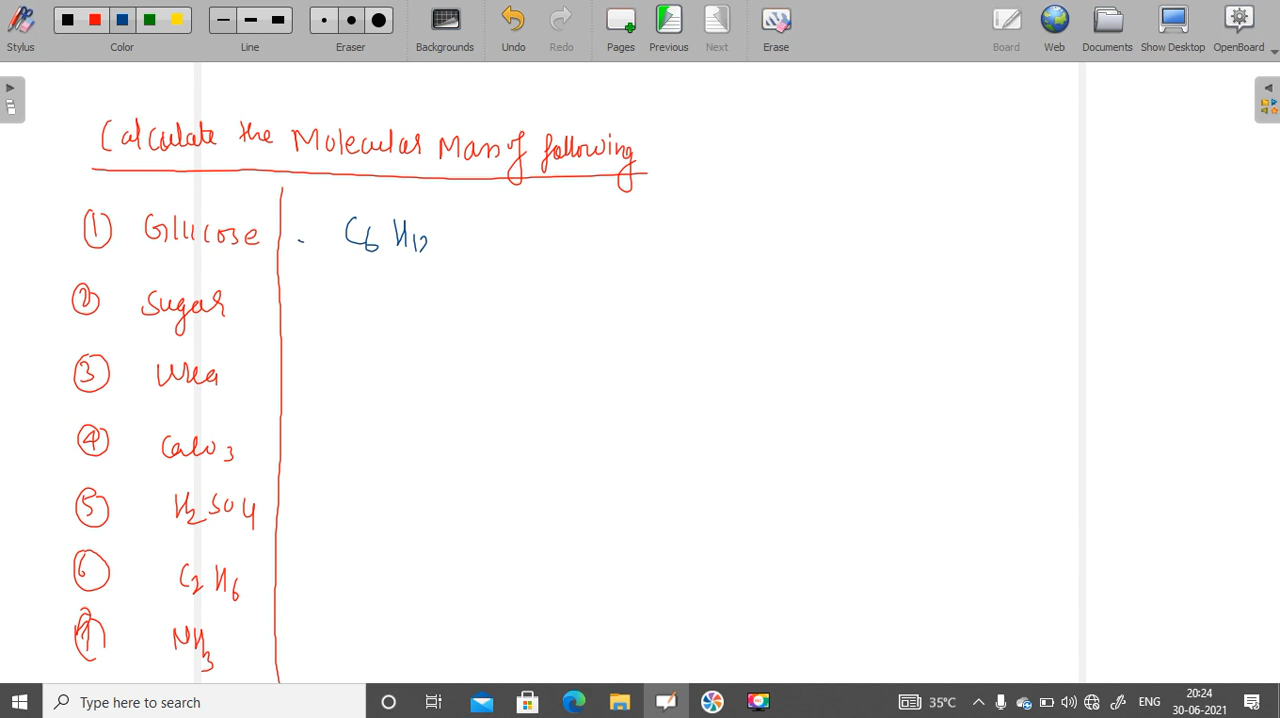 Stylus Color Line Eraser Backgrounds Undo Redo Pages Previous Next Erase Board Web Documents Show Desktop OpenBoard
Calculate the Molecular Mass of following
① Glucose . C₆ H₁₂
② Sugar
③ Urea
④ CaCO₃
⑤ H₂SO₄
⑥ C₂H₆
⑦ NH₃
Type here to search 35°C ENG 20:24
30-06-2021